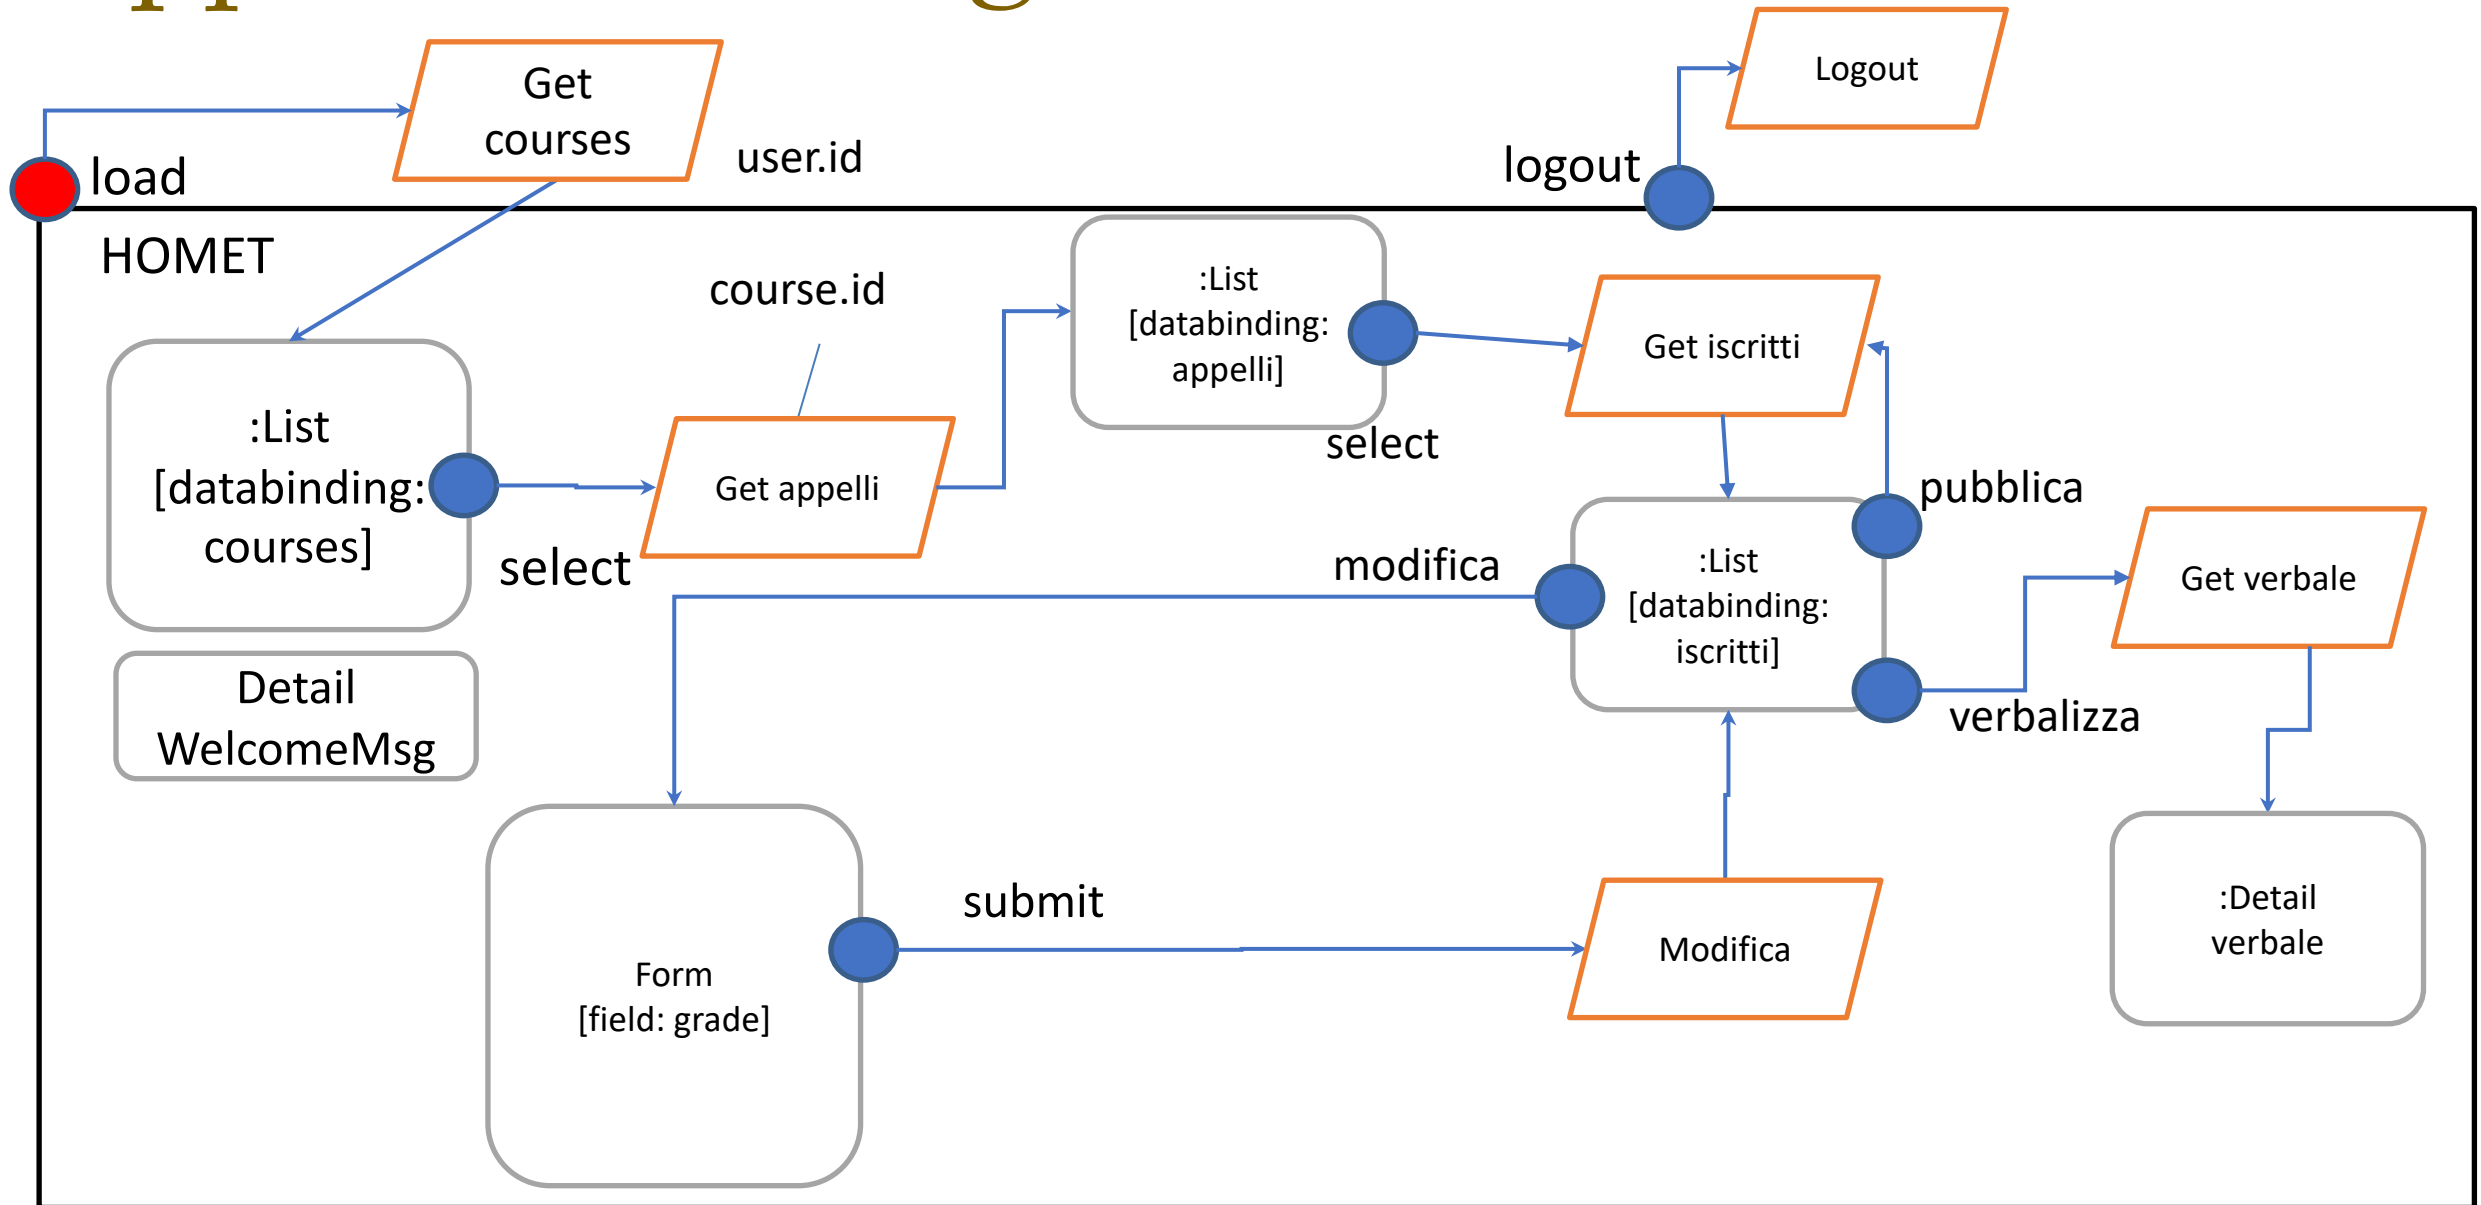 Get
courses
Logout
user.id
logout
load
HOMET
course.id
:List
[databinding:
appelli]
Get iscritti
select
:List
[databinding:
courses]
Get appelli
select
pubblica
modifica
:List
[databinding:
iscritti]
Get verbale
verbalizza
Detail
WelcomeMsg
submit
Form
[field: grade]
Modifica
:Detail
verbale